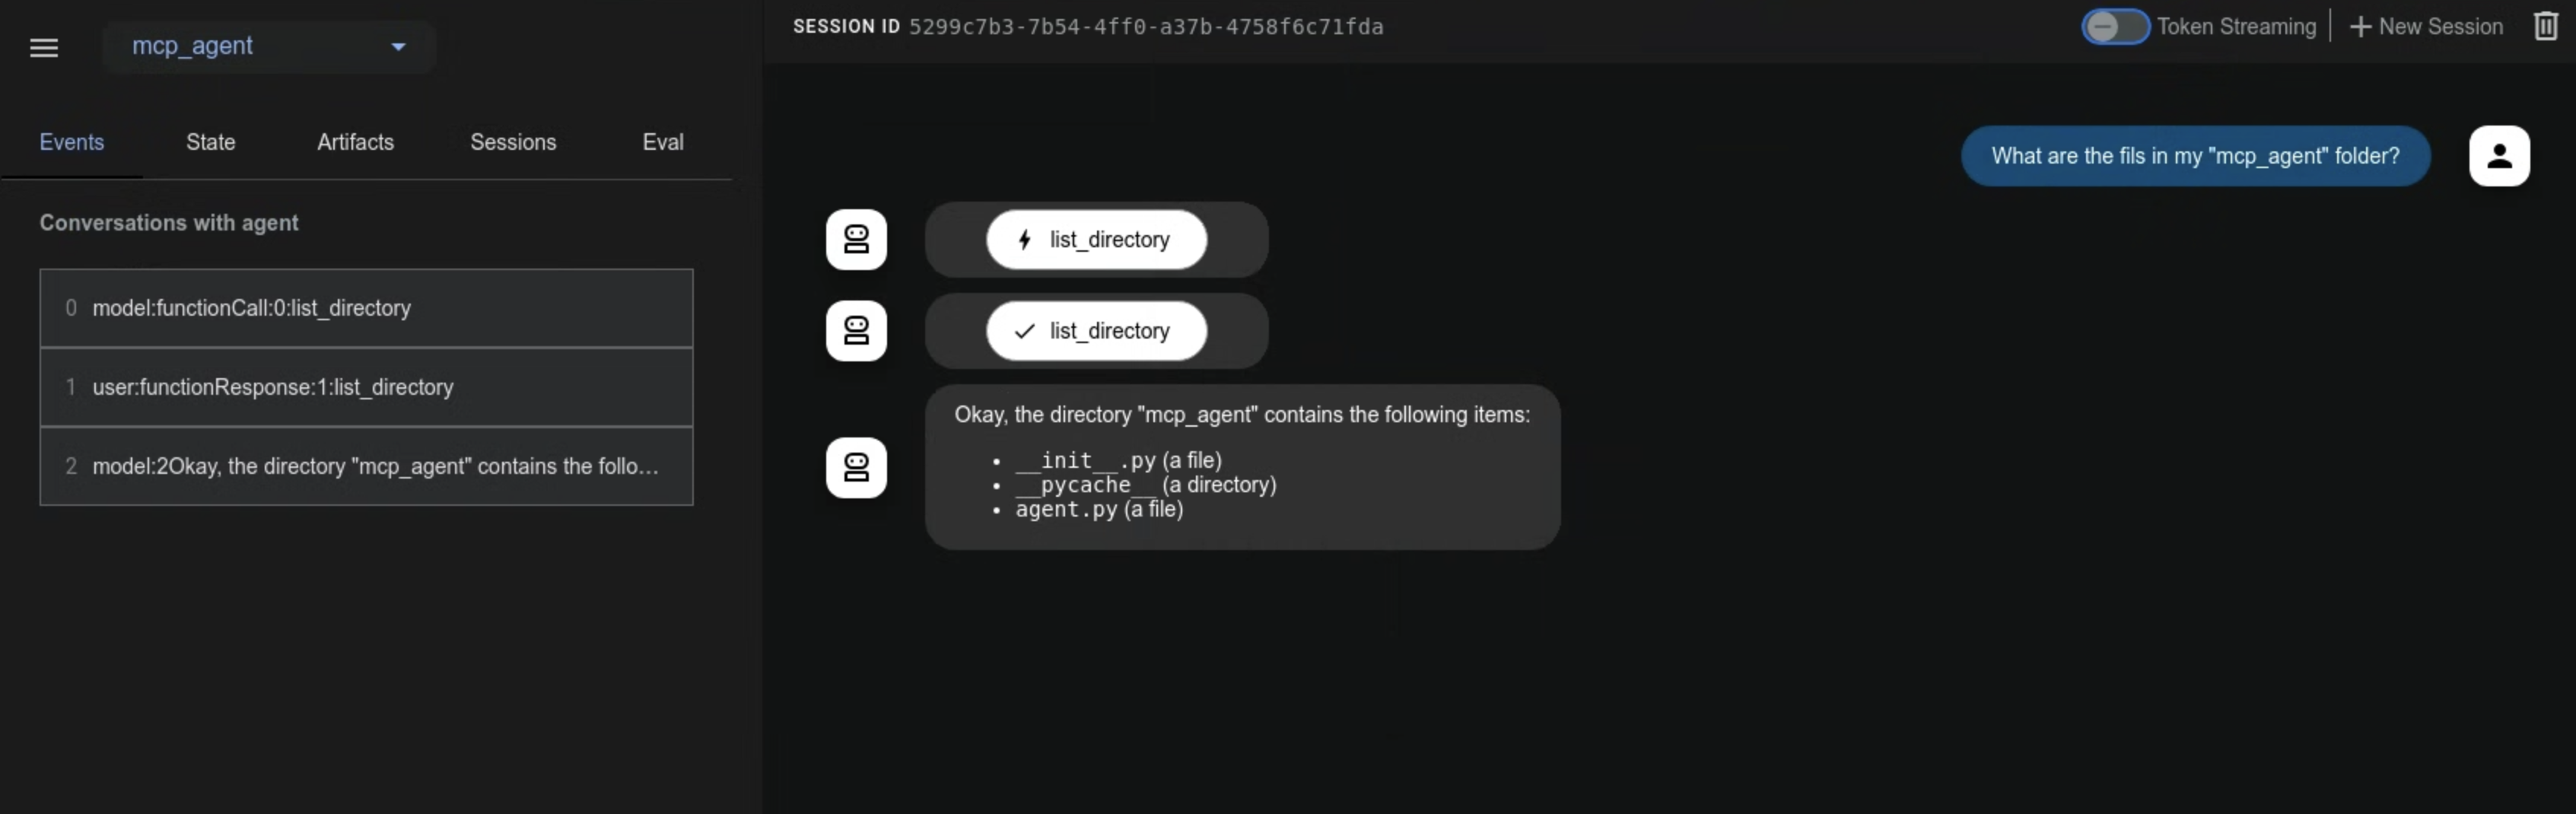 mcp_agent
Events State Artifacts Sessions Eval
Conversations with agent
0 model:functionCall:0:list_directory
1 user:functionResponse:1:list_directory
2 model:2Okay, the directory "mcp_agent" contains the follo...
SESSION ID 5299c7b3-7b54-4ff0-a37b-4758f6c71fda
Token Streaming
New Session
What are the fils in my "mcp_agent" folder?
list_directory
list_directory
Okay, the directory "mcp_agent" contains the following items:
• __init__.py (a file)
• __pycache__ (a directory)
• agent.py (a file)